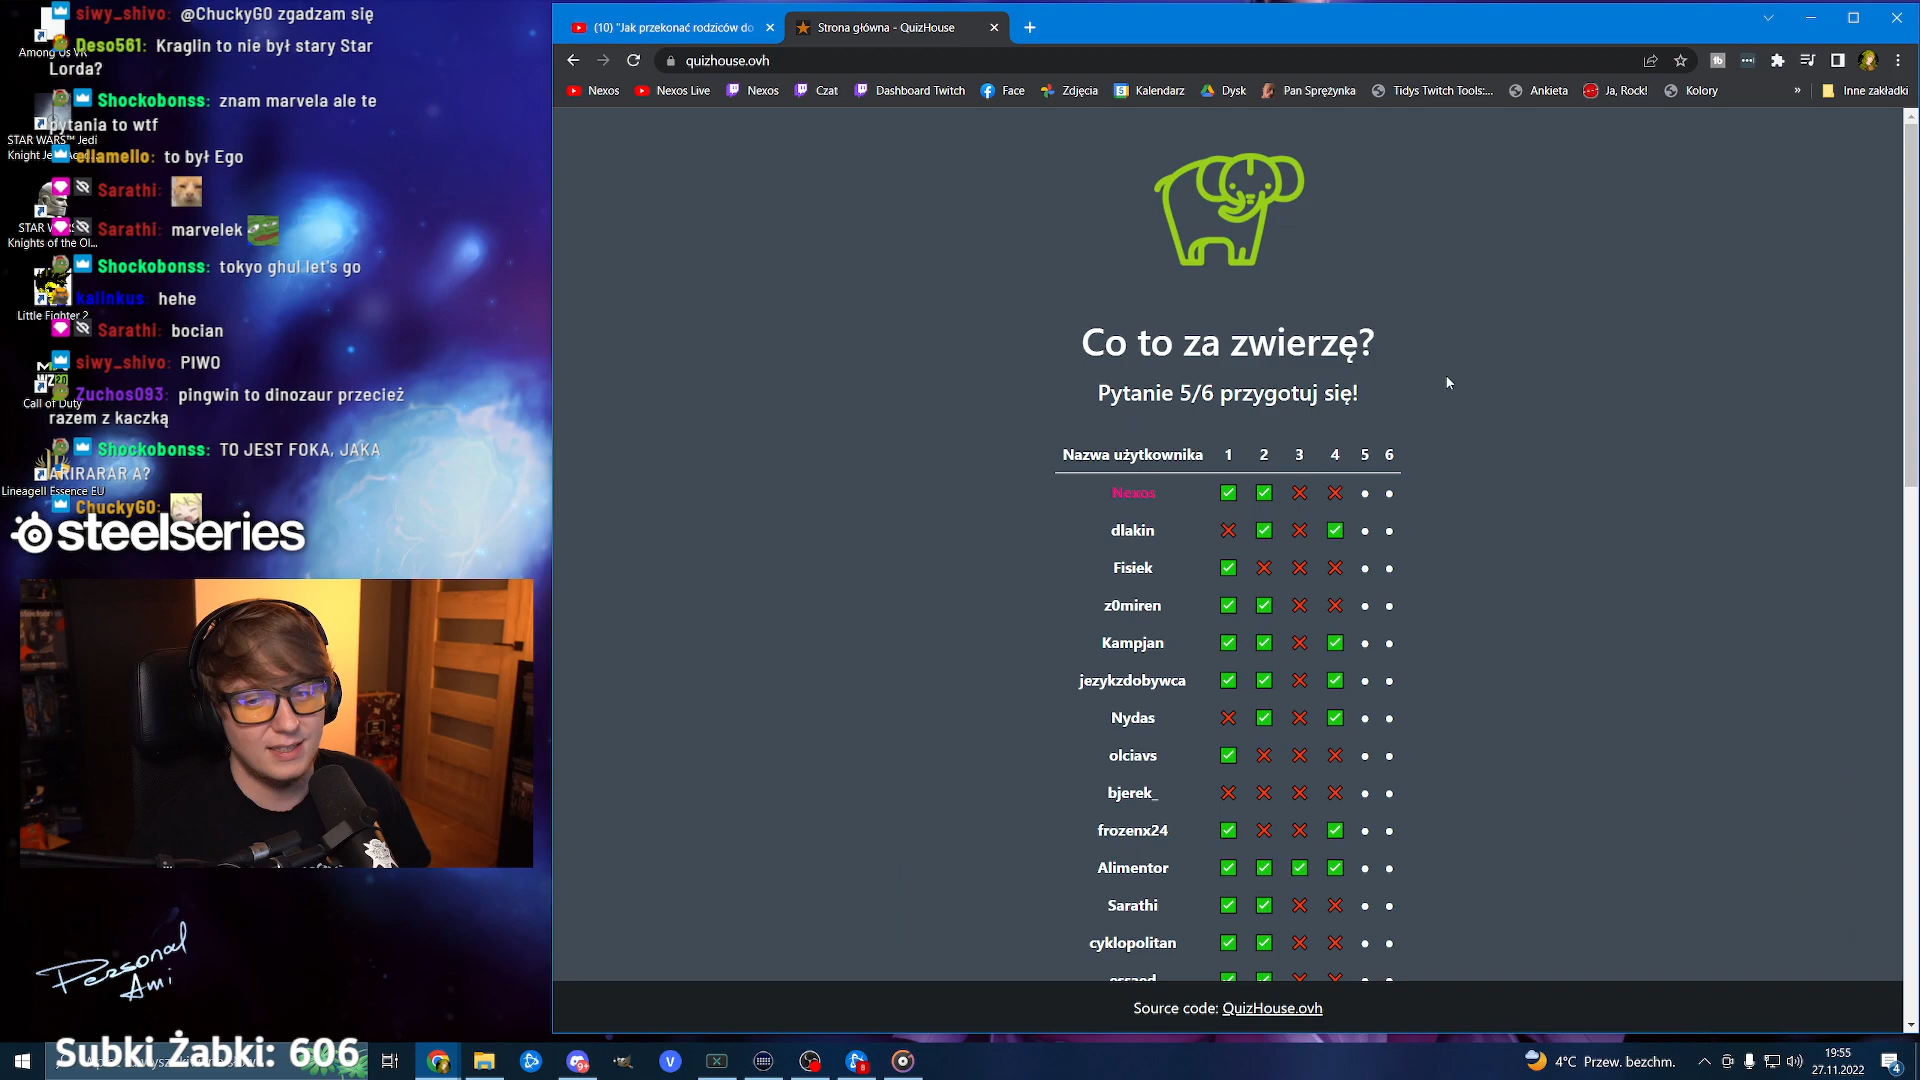 siwy_shivo: @ChuckyGO zgadzam się
Among Us VR
Deso561: Kraglin to nie był stary Star
Lorda?
Shockobonss: znam marvela ale te
pytania to wtf
STAR WARS™ Jedi
Knight Je
ellamello: to był Ego
Sarathi:
Sarathi: marvelek
STAR W
Knights of the Ol...
Shockobonss: tokyo ghul let's go
kalinkus: hehe
Little Fighter 2
Sarathi: bocian
siwy_shivo: PIWO
Zuchos093: pingwin to dinozaur przecież
Call of Duty
razem z kaczką
Shockobonss: TO JEST FOKA, JAKA
ARIRARAR A?
LineageII Essence EU
ChuckyGO:
steelseries
Personal
Ami
Subki Żabki: 606
(10) "Jak przekonać rodziców do
Strona główna - QuizHouse
quizhouse.ovh
Nexos
Nexos Live
Nexos
Czat
Dashboard Twitch
Face
Zdjęcia
Kalendarz
Dysk
Pan Sprężynka
Tidys Twitch Tools:...
Ankieta
Ja, Rock!
Kolory
»
Inne zakładki
Co to za zwierzę?
Pytanie 5/6 przygotuj się!
Nazwa użytkownika 1 2 3 4 5 6
Nexos
dlakin
Fisiek
z0miren
Kampjan
jezykzdobywca
Nydas
olciavs
bjerek_
frozenx24
Alimentor
Sarathi
cyklopolitan
Source code: QuizHouse.ovh
4°C Przew. bezchm.
19:55
27.11.2022
4